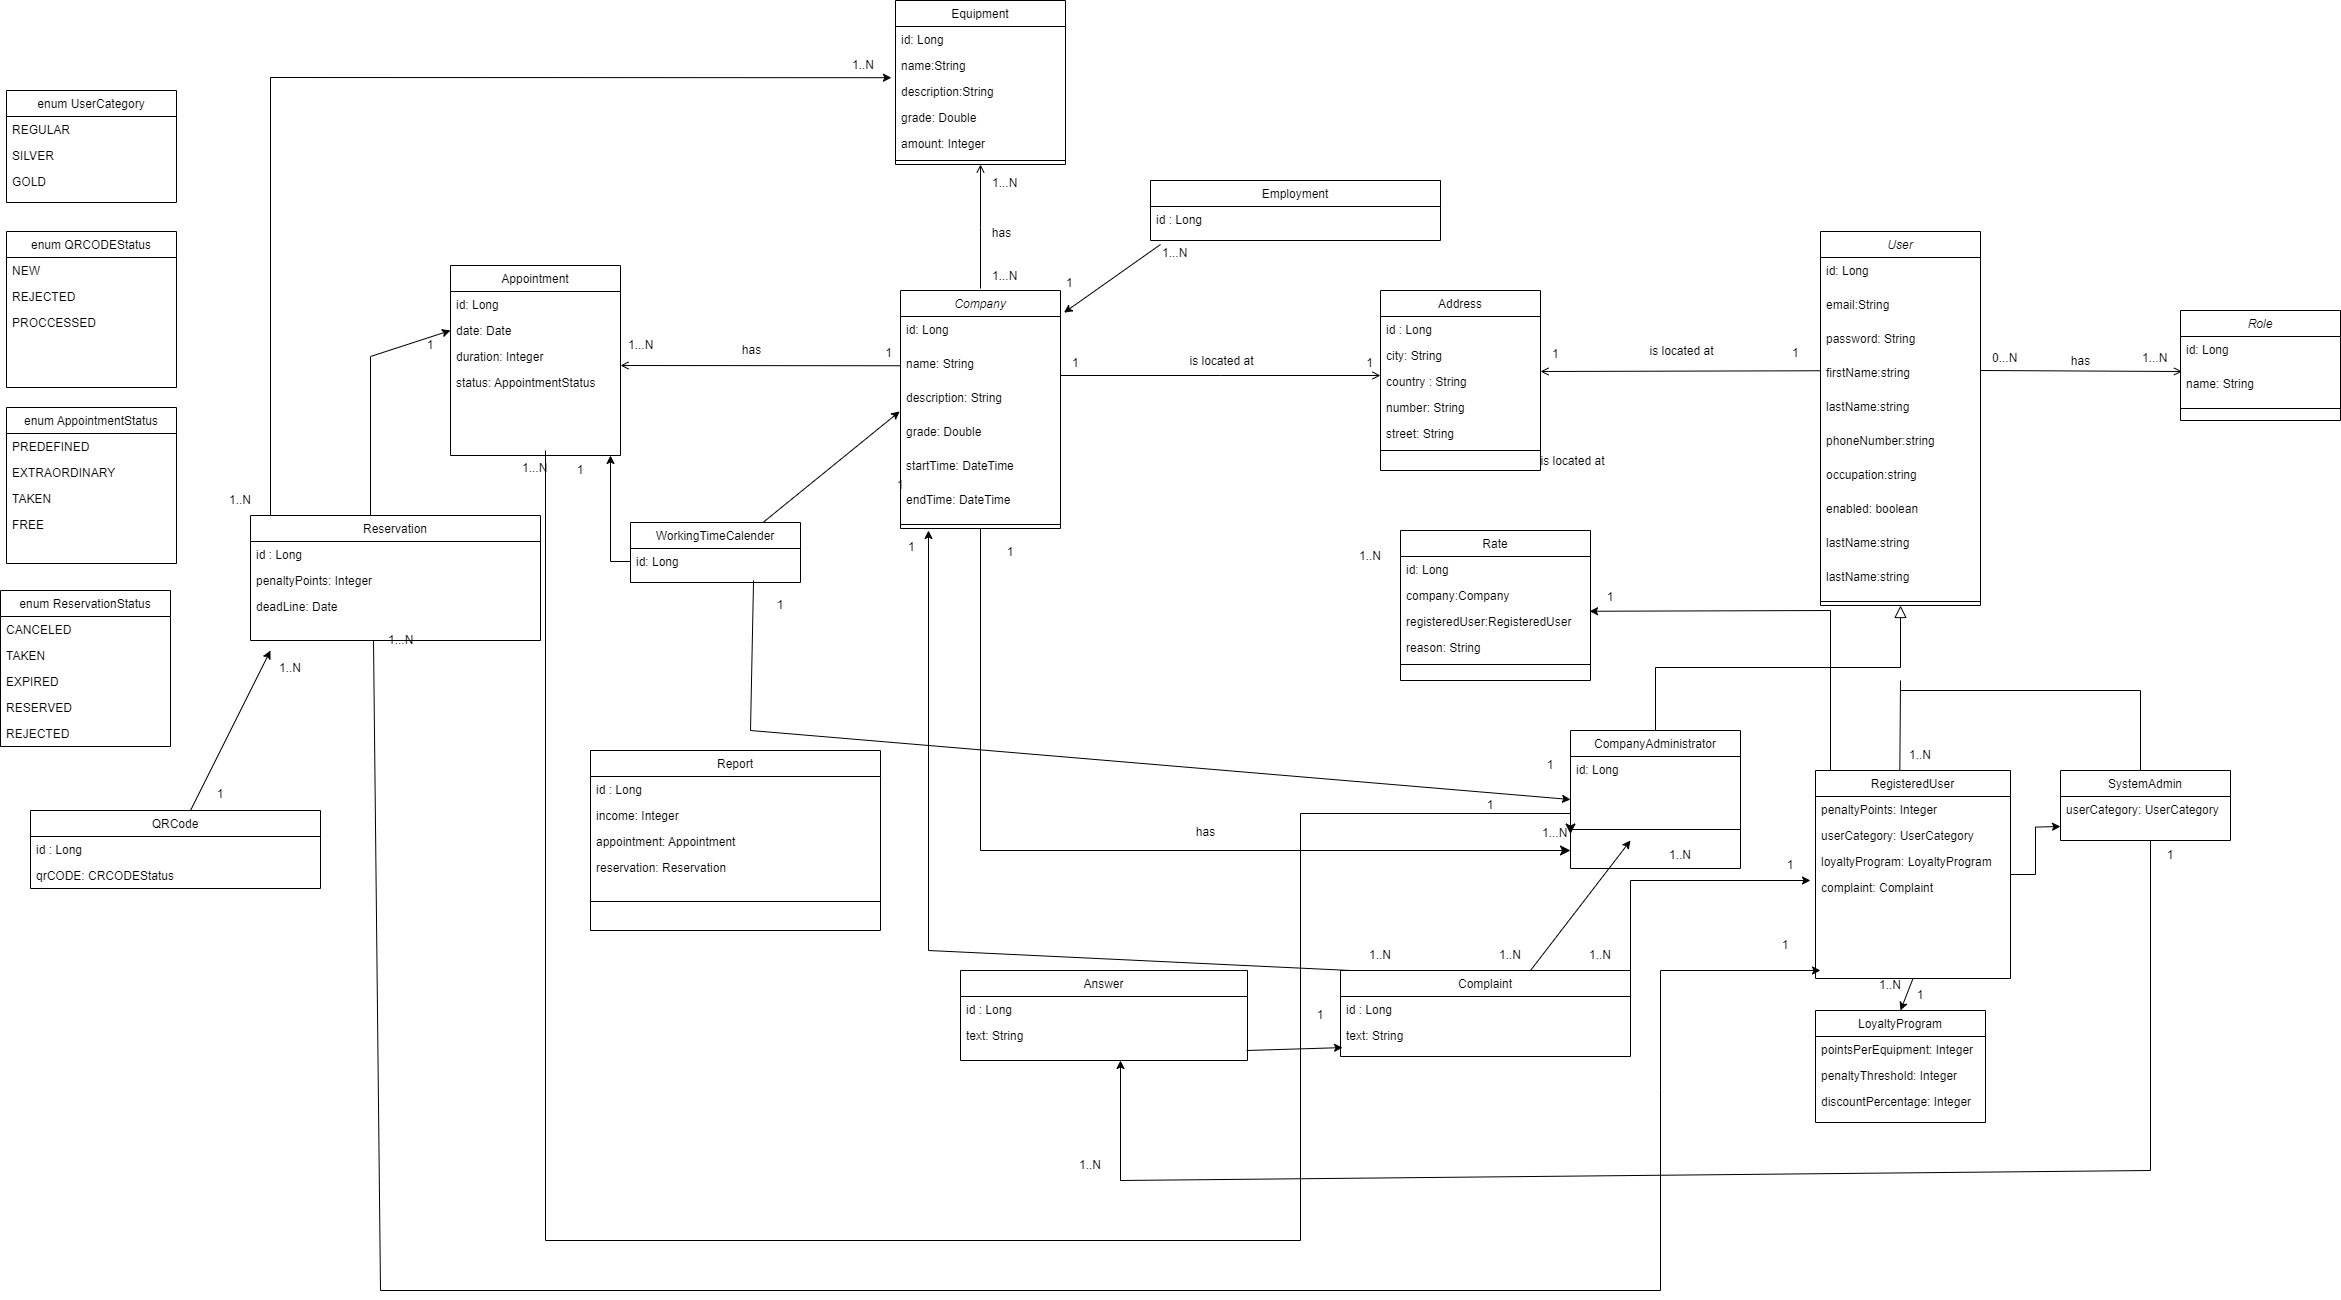 Equipment
id: Long
name:String
description:String
grade: Double
amount: Integer
1..N
enum UserCategory
REGULAR
SILVER
GOLD
enum QRCODEStatus
NEW
REJECTED
PROCCESSED
enum AppointmentStatus
PREDEFINED
EXTRAORDINARY
TAKEN
FREE
enum ReservationStatus
CANCELED
TAKEN
EXPIRED
RESERVED
REJECTED
1...N
has
1...N
Employment
id : Long
1...N
1
Appointment
id: Long
date: Date
duration: Integer
status: AppointmentStatus
1
1...N
has
1
Company
id: Long
name: String
description: String
grade: Double
startTime: DateTime
endTime: DateTime
1
1
is located at
1
Address
id : Long
city: String
country : String
number: String
street: String
is located at
1
is located at
1
User
id: Long
email:String
password: String
firstName:string
lastName:string
phoneNumber:string
occupation:string
enabled: boolean
lastName:string
lastName:string
0...N
has
1...N
Role
id: Long
name: String
1...N
1
1..N
Reservation
id : Long
penaltyPoints: Integer
deadLine: Date
1...N
1..N
WorkingTimeCalender
id: Long
1
1
1
1..N
Rate
id: Long
company:Company
registeredUser:RegisteredUser
reason: String
1
Report
id : Long
income: Integer
appointment: Appointment
reservation: Reservation
1
QRCode
id : Long
qrCODE: CRCODEStatus
CompanyAdministrator
id: Long
1
1
has
1...N
1..N
1..N
RegisteredUser
penaltyPoints: Integer
userCategory: UserCategory
loyaltyProgram: LoyaltyProgram
complaint: Complaint
1
1
SystemAdmin
userCategory: UserCategory
1
1..N
1..N
1..N
Answer
id : Long
text: String
1
Complaint
id : Long
text: String
1..N
1
LoyaltyProgram
pointsPerEquipment: Integer
penaltyThreshold: Integer
discountPercentage: Integer
1..N